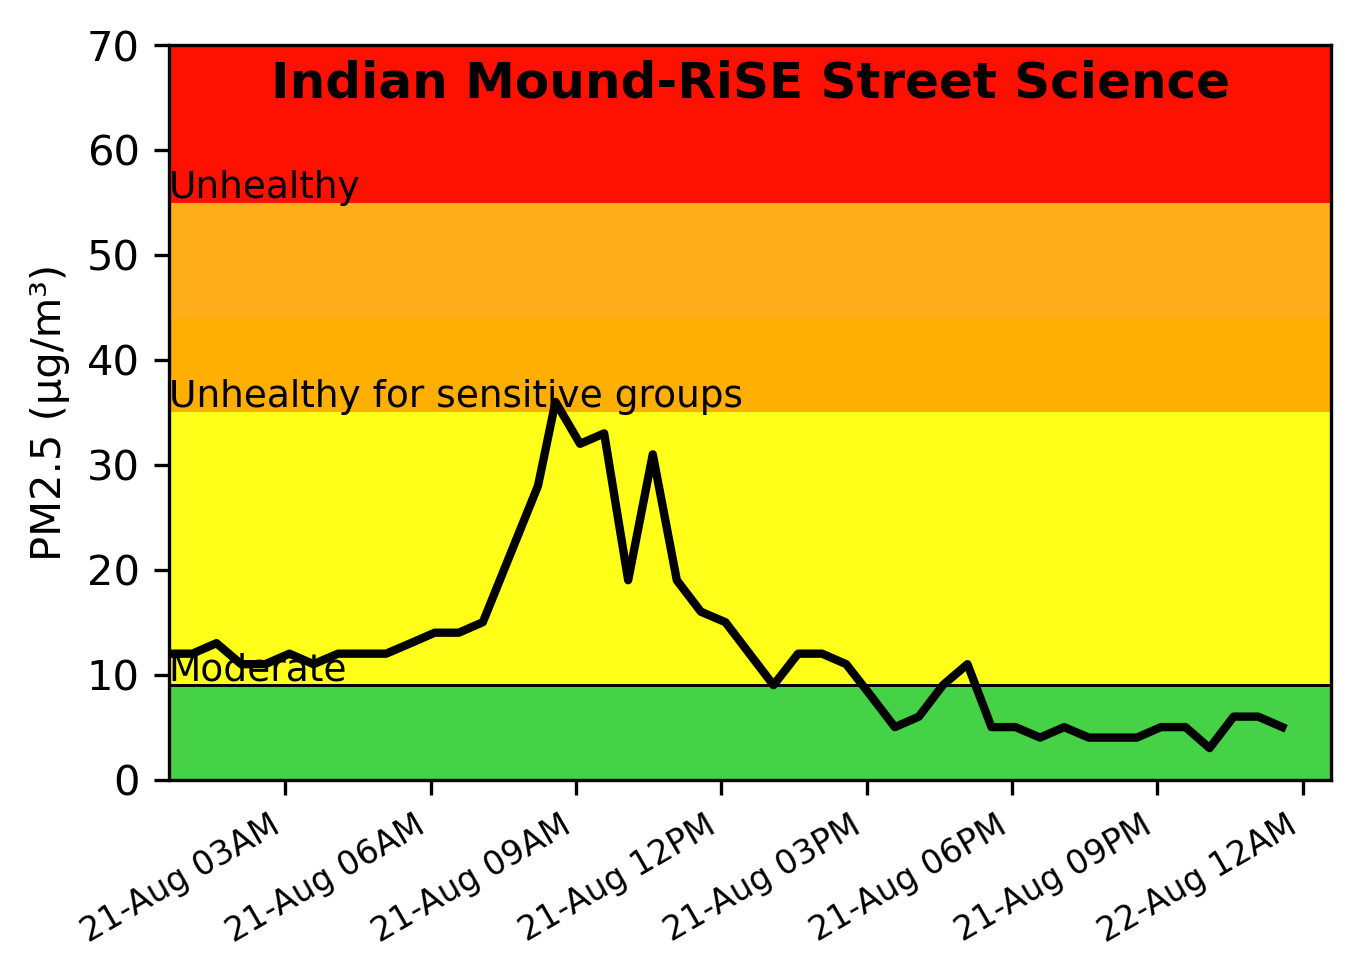 Indian Mound-RiSE Street Science
70
60
50
40
30
20
10
0
PM2.5 (µg/m³)
Unhealthy
Unhealthy for sensitive groups
Moderate
21-Aug 03AM
21-Aug 06AM
21-Aug 09AM
21-Aug 12PM
21-Aug 03PM
21-Aug 06PM
21-Aug 09PM
22-Aug 12AM